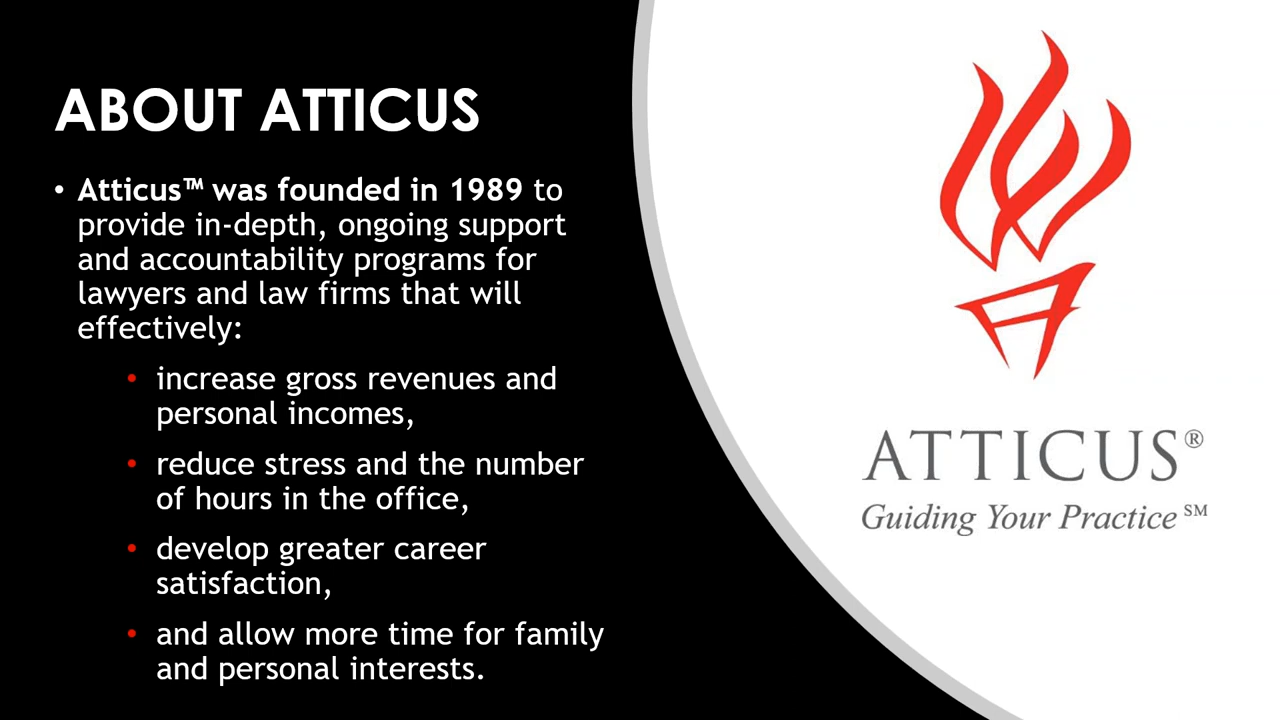 ABOUT ATTICUS
• Atticus™ was founded in 1989 to
provide in-depth, ongoing support
and accountability programs for
lawyers and law firms that will
effectively:
• increase gross revenues and
personal incomes,
• reduce stress and the number
of hours in the office,
• develop greater career
satisfaction,
• and allow more time for family
and personal interests.
ATTICUS®
Guiding Your Practice℠